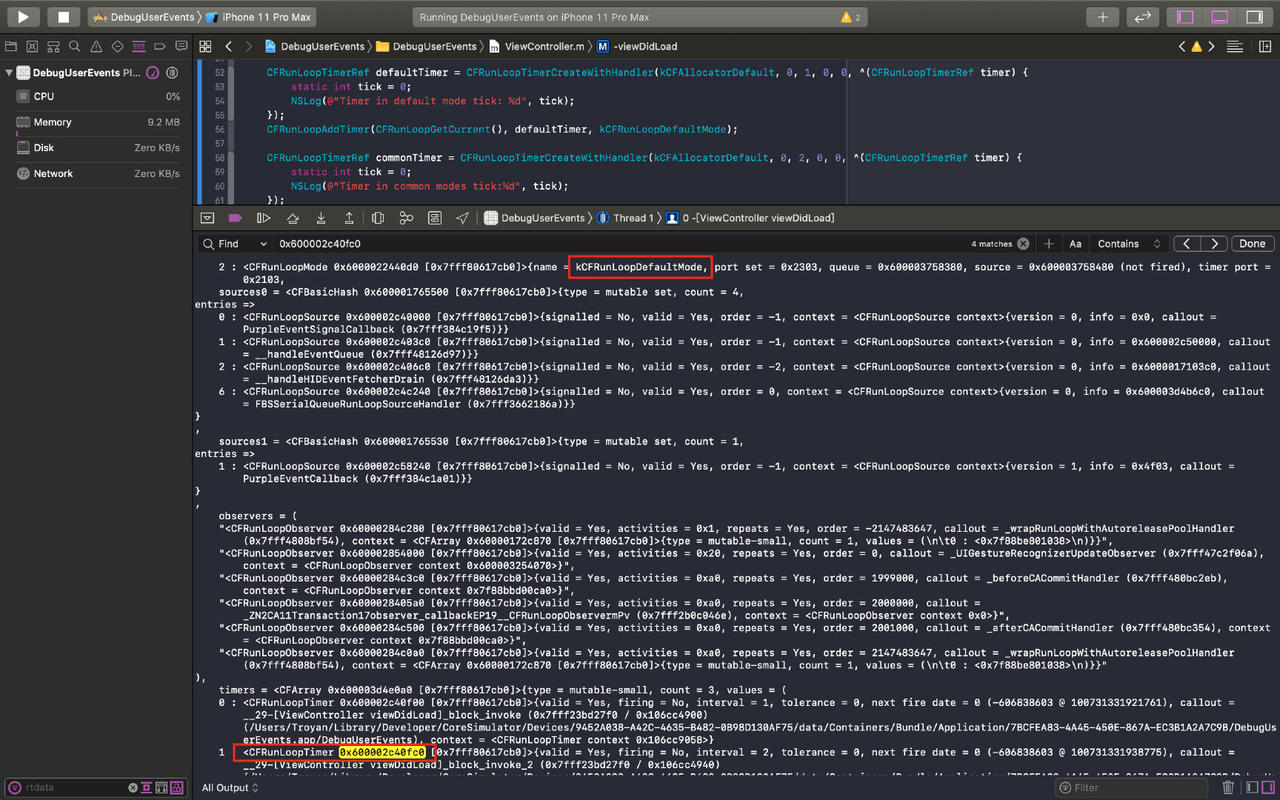 DebugUserEvents
iPhone 11 Pro Max
Running DebugUserEvents on iPhone 11 Pro Max
2
DebugUserEvents
DebugUserEvents
ViewController.m
M -viewDidLoad
DebugUserEvents PI...
CPU
0%
Memory
9.2 MB
Disk
Zero KB/s
Network
Zero KB/s
52 CFRunLoopTimerRef defaultTimer = CFRunLoopTimerCreateWithHandler(kCFAllocatorDefault, 0, 1, 0, 0, ^(CFRunLoopTimerRef timer) {
53 static int tick = 0;
54 NSLog(@"Timer in default mode tick: %d", tick);
55 });
56 CFRunLoopAddTimer(CFRunLoopGetCurrent(), defaultTimer, kCFRunLoopDefaultMode);
57
58 CFRunLoopTimerRef commonTimer = CFRunLoopTimerCreateWithHandler(kCFAllocatorDefault, 0, 2, 0, 0, ^(CFRunLoopTimerRef timer) {
59 static int tick = 0;
60 NSLog(@"Timer in common modes tick:%d", tick);
61 });
DebugUserEvents
Thread 1
0 -[ViewController viewDidLoad]
Find
0x600002c40fc0
4 matches
Aa
Contains
Done
2 : <CFRunLoopMode 0x6000022440d0 [0x7fff80617cb0]>{name = kCFRunLoopDefaultMode, port set = 0x2303, queue = 0x600003758380, source = 0x600003758480 (not fired), timer port =
0x2103,
sources0 = <CFBasicHash 0x600001765500 [0x7fff80617cb0]>{type = mutable set, count = 4,
entries =>
0 : <CFRunLoopSource 0x600002c40000 [0x7fff80617cb0]>{signalled = No, valid = Yes, order = -1, context = <CFRunLoopSource context>{version = 0, info = 0x0, callout =
PurpleEventSignalCallback (0x7fff384c19f5)}}
1 : <CFRunLoopSource 0x600002c403c0 [0x7fff80617cb0]>{signalled = No, valid = Yes, order = -1, context = <CFRunLoopSource context>{version = 0, info = 0x600002c50000, callout
= __handleEventQueue (0x7fff48126d97)}}
2 : <CFRunLoopSource 0x600002c406c0 [0x7fff80617cb0]>{signalled = No, valid = Yes, order = -2, context = <CFRunLoopSource context>{version = 0, info = 0x6000017103c0, callout
= __handleHIDEventFetcherDrain (0x7fff48126da3)}}
6 : <CFRunLoopSource 0x600002c4c240 [0x7fff80617cb0]>{signalled = No, valid = Yes, order = 0, context = <CFRunLoopSource context>{version = 0, info = 0x600003d4b6c0, callout
= FBSSerialQueueRunLoopSourceHandler (0x7fff3662186a)}}
}
,
sources1 = <CFBasicHash 0x600001765530 [0x7fff80617cb0]>{type = mutable set, count = 1,
entries =>
1 : <CFRunLoopSource 0x600002c58240 [0x7fff80617cb0]>{signalled = No, valid = Yes, order = -1, context = <CFRunLoopSource context>{version = 1, info = 0x4f03, callout =
PurpleEventCallback (0x7fff384c1a01)}}
}
,
observers = (
"<CFRunLoopObserver 0x60000284c280 [0x7fff80617cb0]>{valid = Yes, activities = 0x1, repeats = Yes, order = -2147483647, callout = _wrapRunLoopWithAutoreleasePoolHandler
(0x7fff4808bf54), context = <CFArray 0x60000172c870 [0x7fff80617cb0]>{type = mutable-small, count = 1, values = (\n\t0 : <0x7f88be801038>\n)}}",
"<CFRunLoopObserver 0x600002854000 [0x7fff80617cb0]>{valid = Yes, activities = 0x20, repeats = Yes, order = 0, callout = _UIGestureRecognizerUpdateObserver (0x7fff47c2f06a),
context = <CFRunLoopObserver context 0x600003254070>}",
"<CFRunLoopObserver 0x60000284c3c0 [0x7fff80617cb0]>{valid = Yes, activities = 0xa0, repeats = Yes, order = 1999000, callout = _beforeCACommitHandler (0x7fff480bc2eb),
context = <CFRunLoopObserver context 0x7f88bbd00ca0>}",
"<CFRunLoopObserver 0x6000028405a0 [0x7fff80617cb0]>{valid = Yes, activities = 0xa0, repeats = Yes, order = 2000000, callout =
_ZN2CA11Transaction17observer_callbackEP19__CFRunLoopObservermPv (0x7fff2b0c046e), context = <CFRunLoopObserver context 0x0>}",
"<CFRunLoopObserver 0x60000284c500 [0x7fff80617cb0]>{valid = Yes, activities = 0xa0, repeats = Yes, order = 2001000, callout = _afterCACommitHandler (0x7fff480bc354), context
= <CFRunLoopObserver context 0x7f88bbd00ca0>}",
"<CFRunLoopObserver 0x60000284c0a0 [0x7fff80617cb0]>{valid = Yes, activities = 0xa0, repeats = Yes, order = 2147483647, callout = _wrapRunLoopWithAutoreleasePoolHandler
(0x7fff4808bf54), context = <CFArray 0x60000172c870 [0x7fff80617cb0]>{type = mutable-small, count = 1, values = (\n\t0 : <0x7f88be801038>\n)}}"
),
timers = <CFArray 0x600003d4e0a0 [0x7fff80617cb0]>{type = mutable-small, count = 3, values = (
0 : <CFRunLoopTimer 0x600002c40f00 [0x7fff80617cb0]>{valid = Yes, firing = No, interval = 1, tolerance = 0, next fire date = 0 (-606838603 @ 100731331921761), callout =
__29-[ViewController viewDidLoad]_block_invoke (0x7fff23bd27f0 / 0x106cc4900)
(/Users/Troyan/Library/Developer/CoreSimulator/Devices/9452A038-A42C-4635-B482-0B98D130AF75/data/Containers/Bundle/Application/7BCFEA83-4A45-450E-867A-EC3B1A2A7C9B/DebugUs
erEvents.app/DebugUserEvents), context = <CFRunLoopTimer context 0x106cc9058>}
1 <CFRunLoopTimer 0x600002c40fc0 [0x7fff80617cb0]>{valid = Yes, firing = No, interval = 2, tolerance = 0, next fire date = 0 (-606838603 @ 100731331938775), callout =
__29-[ViewController viewDidLoad]_block_invoke_2 (0x7fff23bd27f0 / 0x106cc4940)
rtdata
All Output
Filter